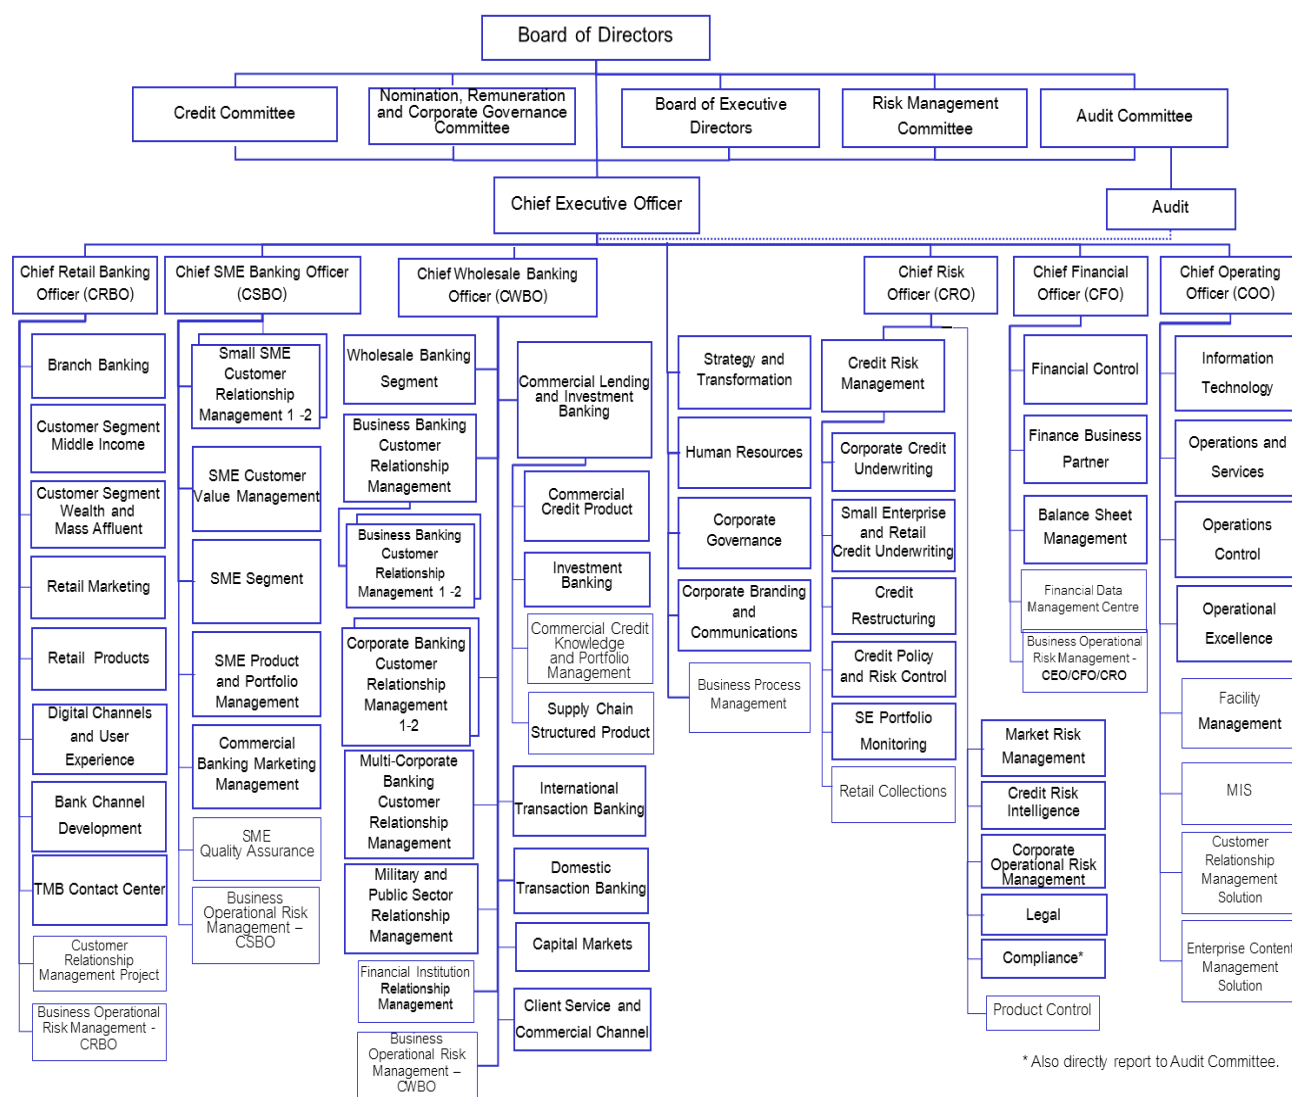 Board of Directors
Credit Committee
Nomination, Remuneration
and Corporate Governance
Committee
Board of Executive
Directors
Risk Management
Committee
Audit Committee
Chief Executive Officer
Audit
Chief Retail Banking
Officer (CRBO)
Chief SME Banking Officer
(CSBO)
Chief Wholesale Banking
Officer (CWBO)
Chief Risk
Officer (CRO)
Chief Financial
Officer (CFO)
Chief Operating
Officer (COO)
Branch Banking
Customer Segment
Middle Income
Customer Segment
Wealth and
Mass Affluent
Retail Marketing
Retail Products
Digital Channels
and User
Experience
Bank Channel
Development
TMB Contact Center
Customer
Relationship
Management Project
Business Operational
Risk Management -
CRBO
Small SME
Customer
Relationship
Management 1 -2
SME Customer
Value Management
SME Segment
SME Product
and Portfolio
Management
Commercial
Banking Marketing
Management
SME
Quality Assurance
Business
Operational Risk
Management –
CSBO
Wholesale Banking
Segment
Business Banking
Customer
Relationship
Management
Business Banking
Customer
Relationship
Management 1 -2
Corporate Banking
Customer
Relationship
Management
1-2
Multi-Corporate
Banking
Customer
Relationship
Management
Military and
Public Sector
Relationship
Management
Financial Institution
Relationship
Management
Business
Operational Risk
Management –
CWBO
Commercial Lending
and Investment
Banking
Commercial
Credit Product
Investment
Banking
Commercial Credit
Knowledge
and Portfolio
Management
Supply Chain
Structured Product
International
Transaction Banking
Domestic
Transaction Banking
Capital Markets
Client Service and
Commercial Channel
Strategy and
Transformation
Human Resources
Corporate
Governance
Corporate Branding
and
Communications
Business Process
Management
Credit Risk
Management
Corporate Credit
Underwriting
Small Enterprise
and Retail
Credit Underwriting
Credit
Restructuring
Credit Policy
and Risk Control
SE Portfolio
Monitoring
Retail Collections
Market Risk
Management
Credit Risk
Intelligence
Corporate
Operational Risk
Management
Legal
Compliance*
Product Control
Financial Control
Finance Business
Partner
Balance Sheet
Management
Financial Data
Management Centre
Business Operational
Risk Management -
CEO/CFO/CRO
Information
Technology
Operations and
Services
Operations
Control
Operational
Excellence
Facility
Management
MIS
Customer
Relationship
Management
Solution
Enterprise Content
Management
Solution
* Also directly report to Audit Committee.